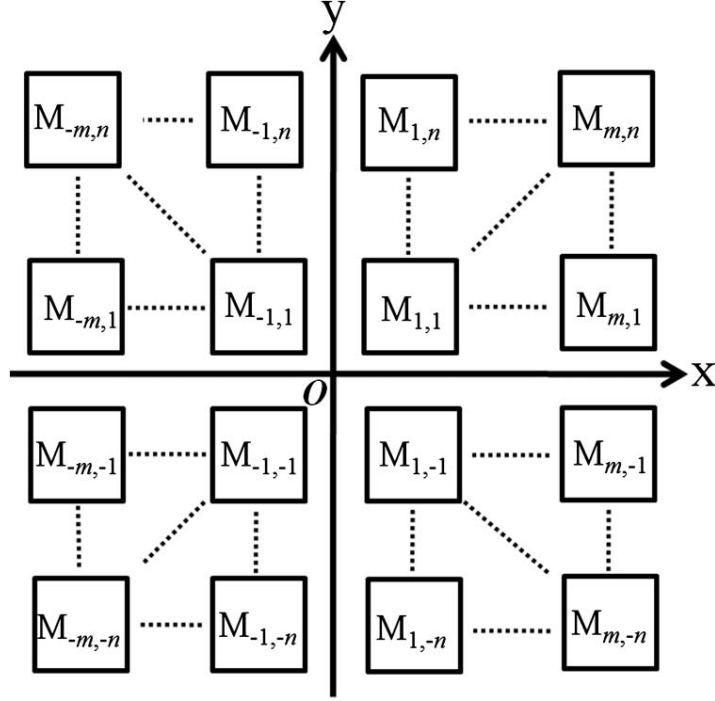 y
M-m,n M-1,n M1,n Mm,n
M-m,1 M-1,1 M1,1 Mm,1
x
O
M-m,-1 M-1,-1 M1,-1 Mm,-1
M-m,-n M-1,-n M1,-n Mm,-n